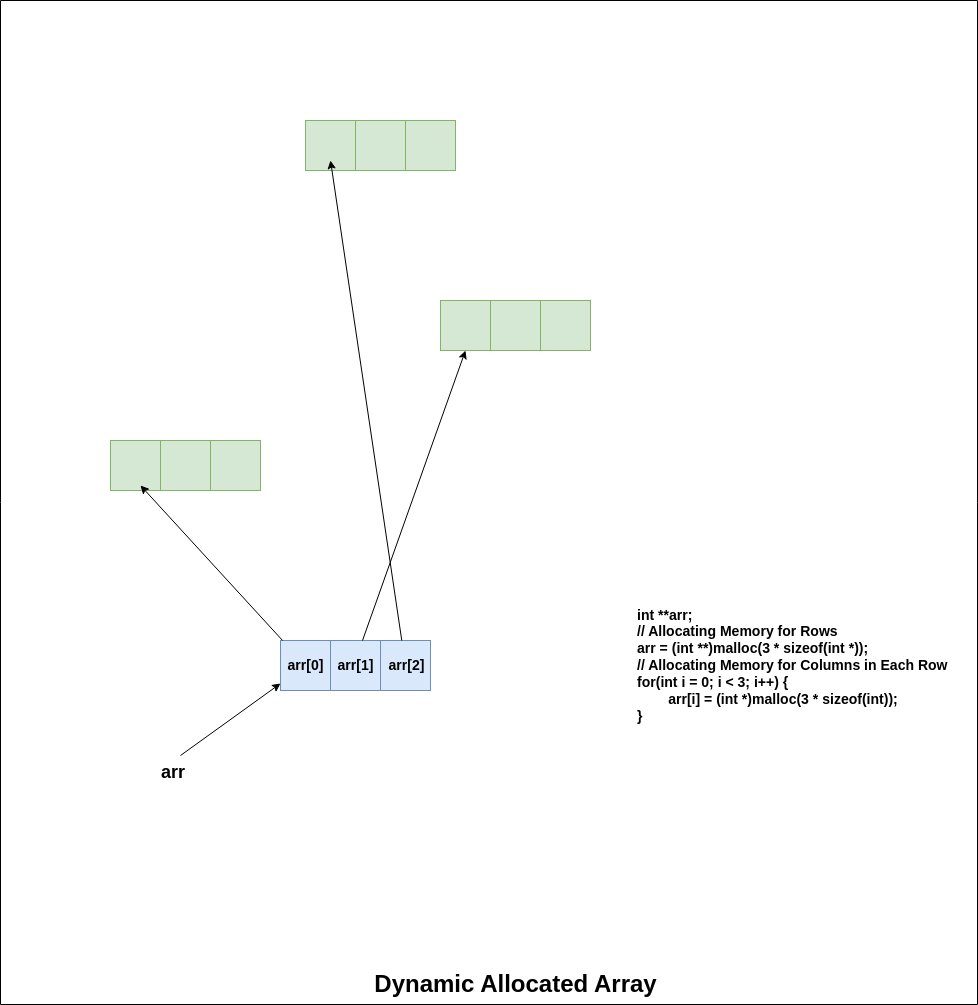 arr[0] arr[1] arr[2]
arr
int **arr;
// Allocating Memory for Rows
arr = (int **)malloc(3 * sizeof(int *));
// Allocating Memory for Columns in Each Row
for(int i = 0; i < 3; i++) {
arr[i] = (int *)malloc(3 * sizeof(int));
}
Dynamic Allocated Array